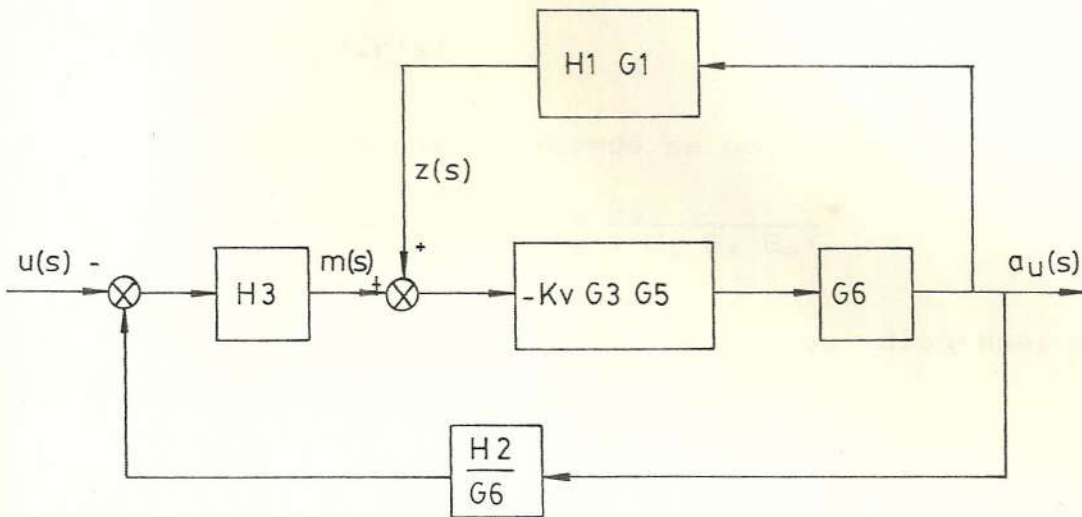 H1 G1
z(s)
+
u(s) -
H3
m(s)
+
-Kv G3 G5
G6
au(s)
H2
G6